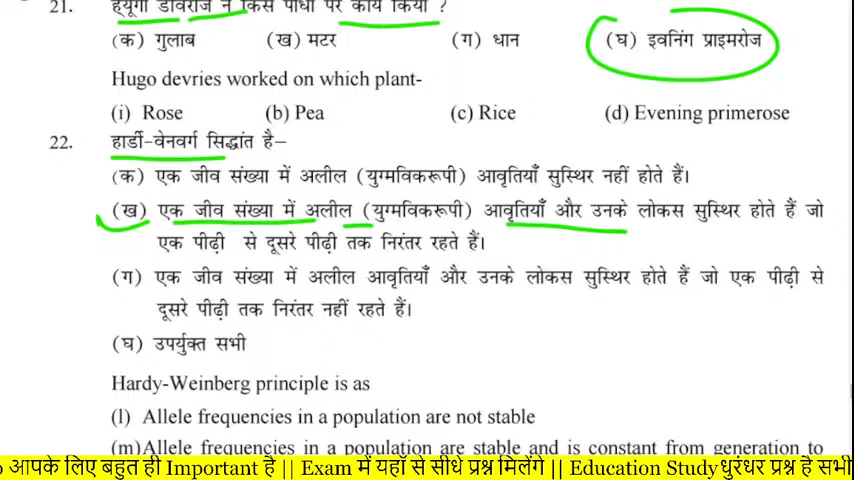 21. ह्यूगो डीवरीज ने किस पौधा पर कार्य किया ?
(क) गुलाब (ख) मटर (ग) धान (घ) इवनिंग प्राइमरोज
Hugo devries worked on which plant-
(i) Rose (b) Pea (c) Rice (d) Evening primerose
22. हार्डी-वेनवर्ग सिद्धांत है–
(क) एक जीव संख्या में अलील (युग्मविकरूपी) आवृतियाँ सुस्थिर नहीं होते हैं।
(ख) एक जीव संख्या में अलील (युग्मविकरूपी) आवृतियाँ और उनके लोकस सुस्थिर होते हैं जो
एक पीढ़ी से दूसरे पीढ़ी तक निरंतर रहते हैं।
(ग) एक जीव संख्या में अलील आवृतियाँ और उनके लोकस सुस्थिर होते हैं जो एक पीढ़ी से
दूसरे पीढ़ी तक निरंतर नहीं रहते हैं।
(घ) उपर्युक्त सभी
Hardy-Weinberg principle is as
(l) Allele frequencies in a population are not stable
(m)Allele frequencies in a population are stable and is constant from generation to
आपके लिए बहुत ही Important है || Exam में यहाँ से सीधे प्रश्न मिलेंगे || Education Study धुरंधर प्रश्न है सभी